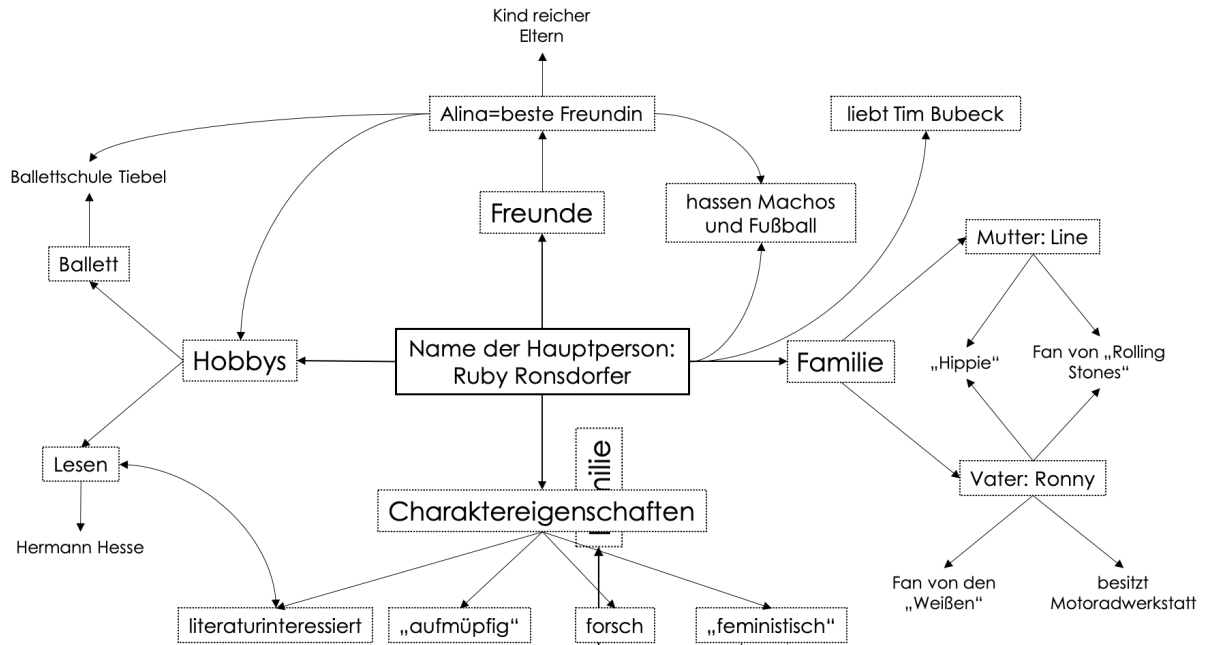 Kind reicher
Eltern
Alina=beste Freundin
liebt Tim Bubeck
Ballettschule Tiebel
Freunde
hassen Machos
und Fußball
Mutter: Line
Ballett
Name der Hauptperson:
Ruby Ronsdorfer
Hobbys
Familie
„Hippie“
Fan von „Rolling
Stones“
Lesen
Vater: Ronny
Charaktereigenschaften
Hermann Hesse
Fan von den
„Weißen“
besitzt
Motoradwerkstatt
literaturinteressiert
„aufmüpfig“
forsch
„feministisch“